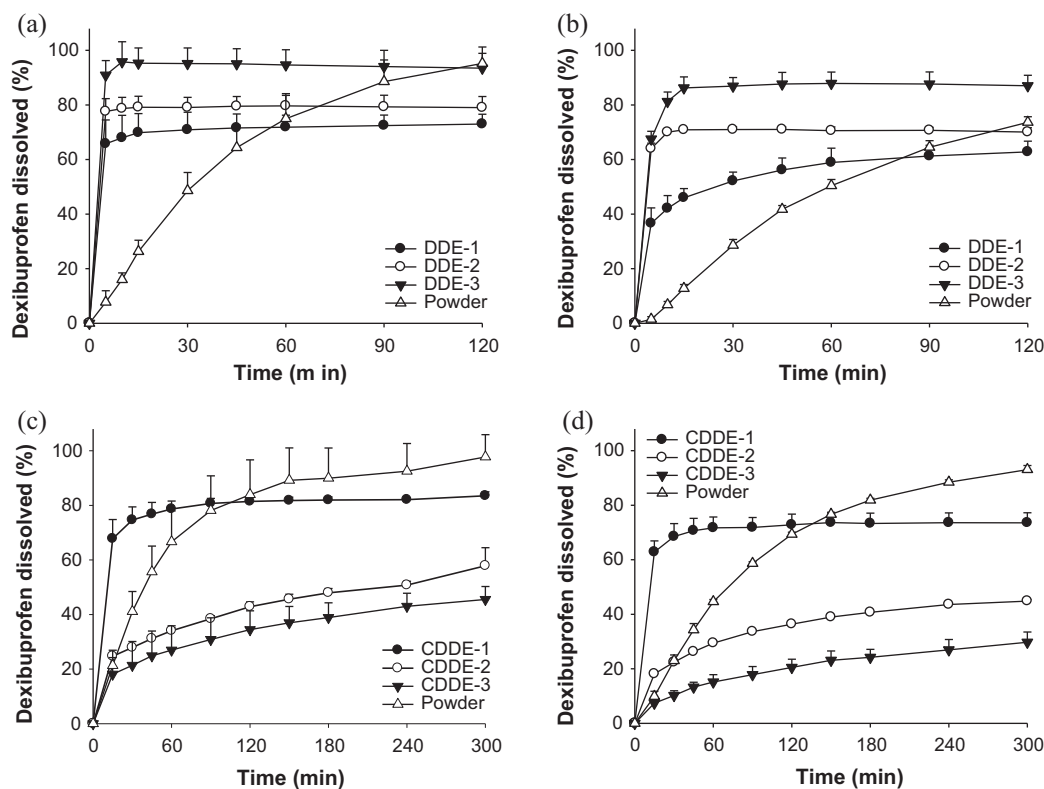 (a)
Dexibuprofen dissolved (%)
100
80
60
40
20
0
DDE-1
DDE-2
DDE-3
Powder
0 30 60 90 120
Time (m in)
(b)
Dexibuprofen dissolved (%)
100
80
60
40
20
0
DDE-1
DDE-2
DDE-3
Powder
0 30 60 90 120
Time (min)
(c)
Dexibuprofen dissolved (%)
100
80
60
40
20
0
CDDE-1
CDDE-2
CDDE-3
Powder
0 60 120 180 240 300
Time (min)
(d)
Dexibuprofen dissolved (%)
CDDE-1
CDDE-2
CDDE-3
Powder
100
80
60
40
20
0
0 60 120 180 240 300
Time (min)